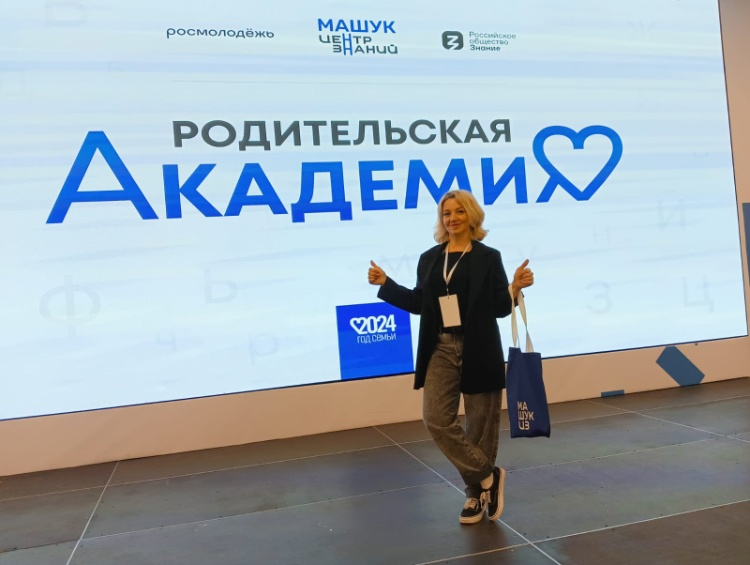 росмолодёжь
МАШУК
ЦЕНТР
ЗНАНИЙ
Российское
общество
Знание
РОДИТЕЛЬСКАЯ
АКАДЕМИЯ
2024
ГОД СЕМЬИ
МА
ШУК
ЦЗ